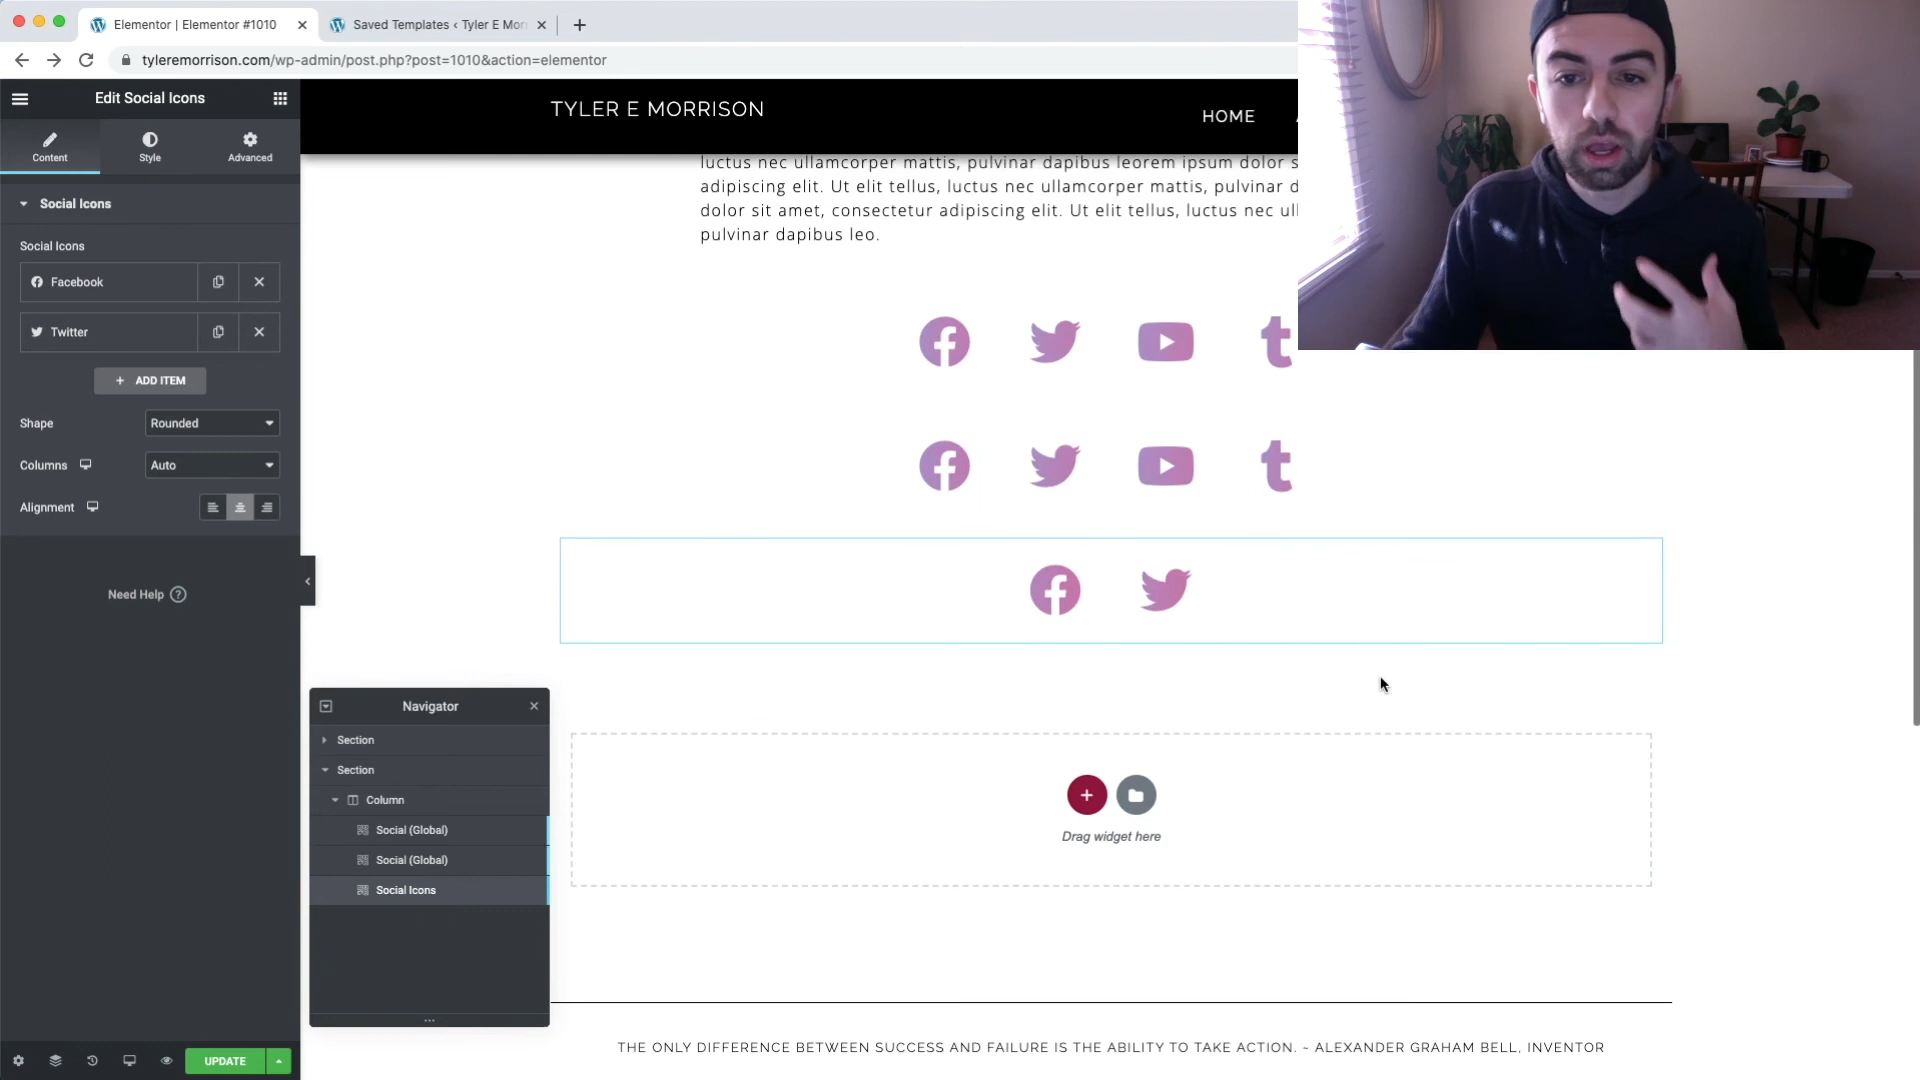 Elementor | Elementor #1010
Saved Templates ‹ Tyler E Mor
tyleremorrison.com/wp-admin/post.php?post=1010&action=elementor
Edit Social Icons
Content
Style
Advanced
Social Icons
Social Icons
Facebook
Twitter
ADD ITEM
Shape
Rounded
Columns
Auto
Alignment
Need Help
TYLER E MORRISON
HOME
luctus nec ullamcorper mattis, pulvinar dapibus leorem ipsum dolor s
adipiscing elit. Ut elit tellus, luctus nec ullamcorper mattis, pulvinar d
dolor sit amet, consectetur adipiscing elit. Ut elit tellus, luctus nec ul
pulvinar dapibus leo.
Navigator
Section
Section
Column
Social (Global)
Social (Global)
Social Icons
Drag widget here
THE ONLY DIFFERENCE BETWEEN SUCCESS AND FAILURE IS THE ABILITY TO TAKE ACTION. ~ ALEXANDER GRAHAM BELL, INVENTOR
UPDATE